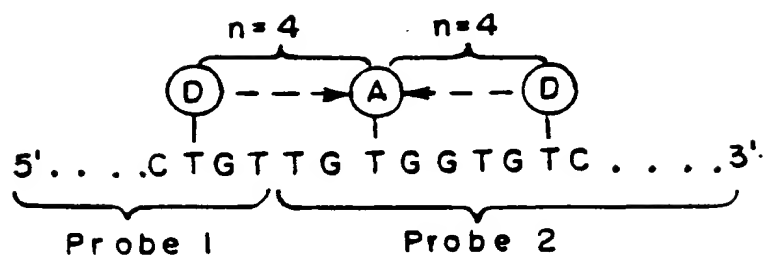 n=4 n=4
D A D
5'. . . .C T G T T G T G G T G T C . . . .3'
Probe 1 Probe 2